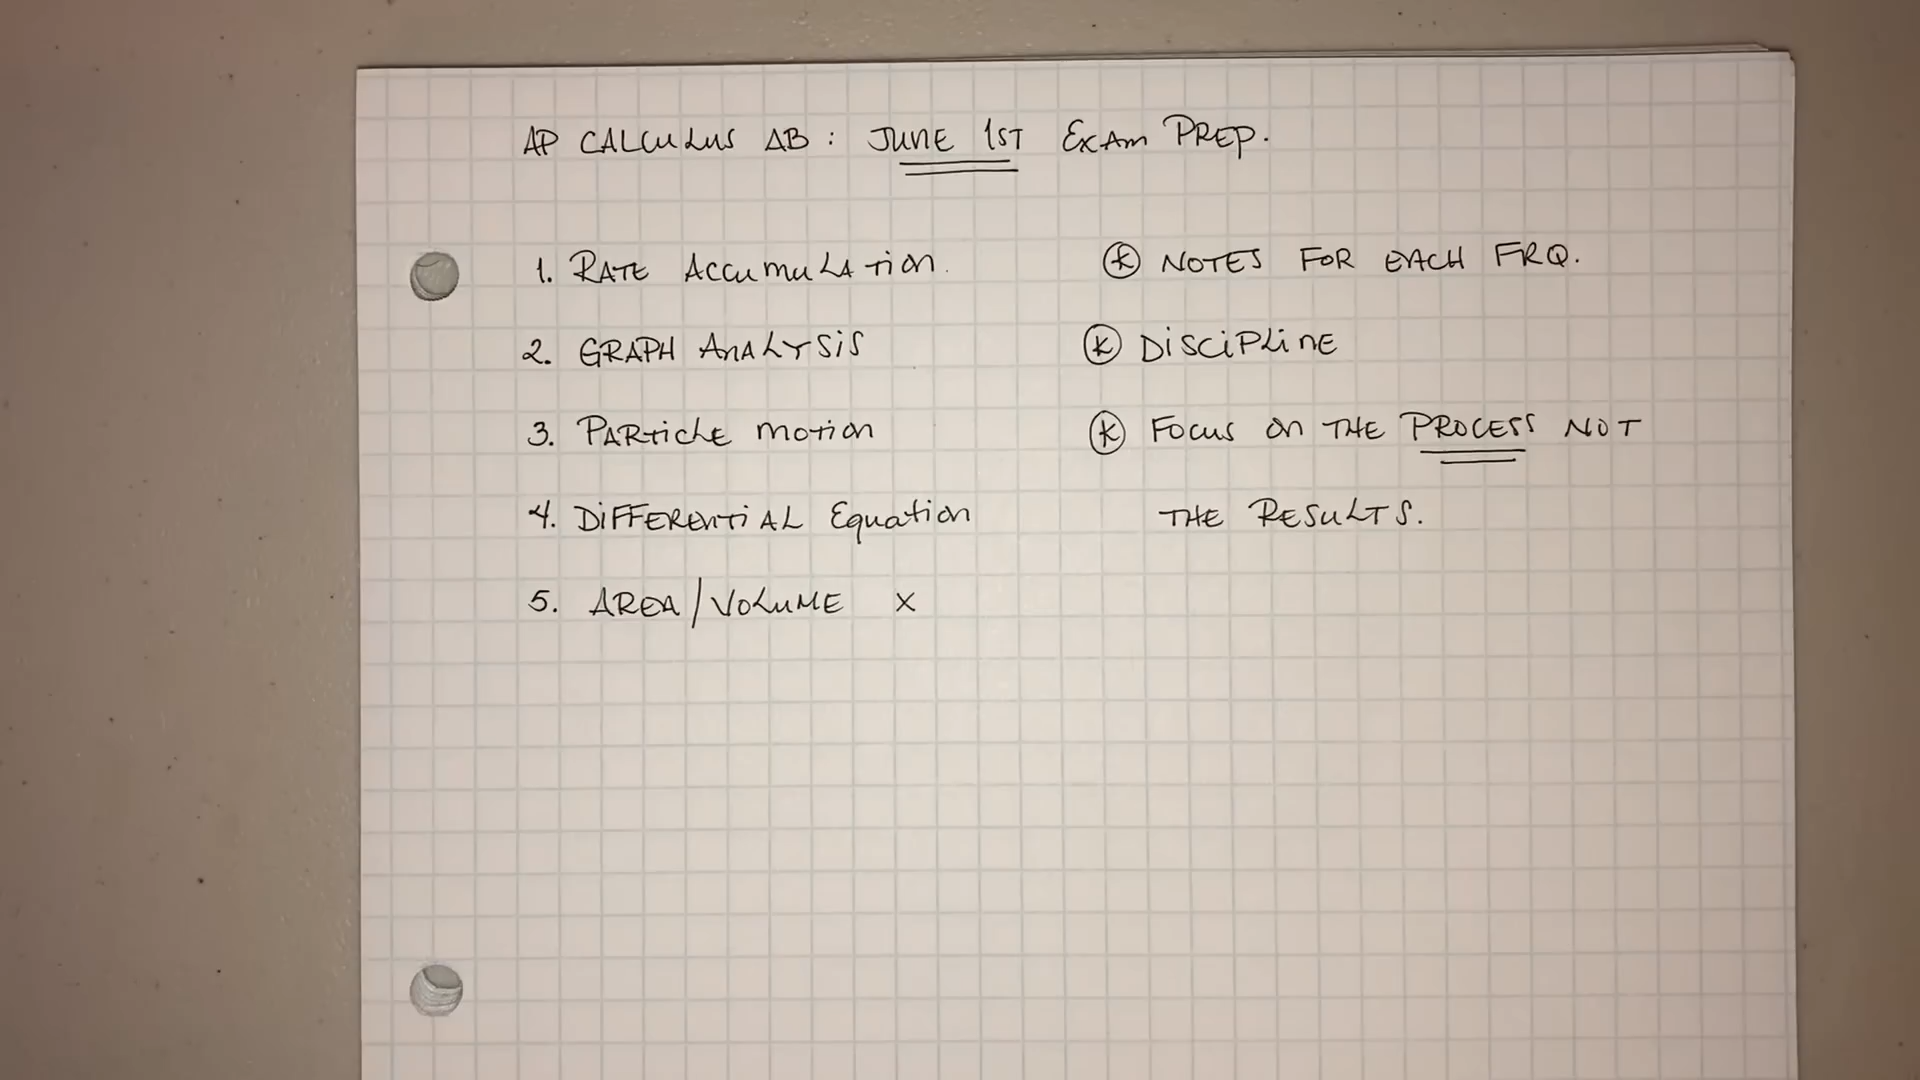 AP CALCULUS AB : JUNE 1ST EXAM PREP.
1. RATE ACCUMULATION.
2. GRAPH ANALYSIS
3. PARTICLE MOTION
4. DIFFERENTIAL Equation
5. AREA/VOLUME x
* NOTES FOR EACH FRQ.
* DISCIPLINE
* FOCUS ON THE PROCESS NOT
THE RESULTS.